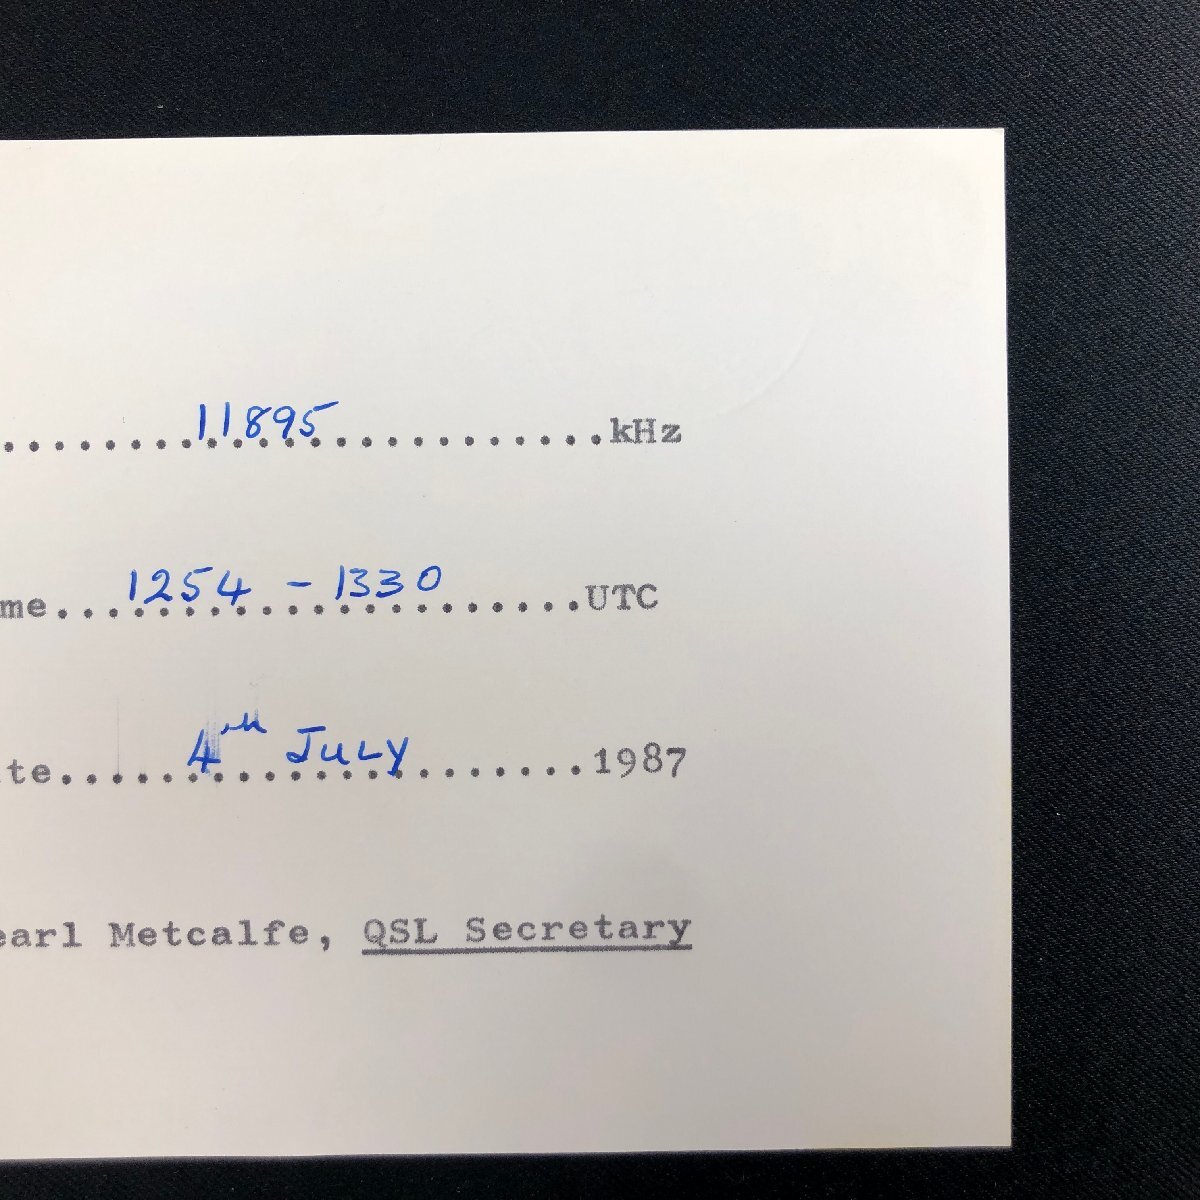 11895 kHz
me 1254 - 1330 UTC
te 4th July 1987
earl Metcalfe, QSL Secretary